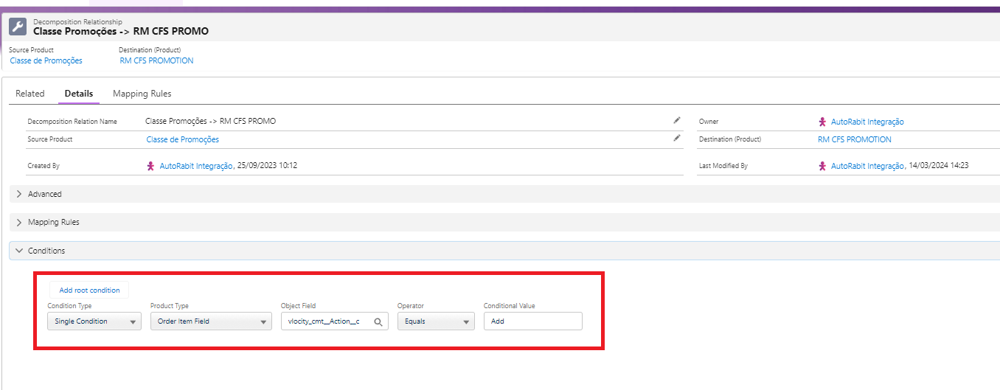 Decomposition Relationship
Classe Promoções -> RM CFS PROMO
Source Product Destination (Product)
Classe de Promoções RM CFS PROMOTION
Related Details Mapping Rules
Decomposition Relation Name Classe Promoções -> RM CFS PROMO Owner AutoRabit Integração
Source Product Classe de Promoções Destination (Product) RM CFS PROMOTION
Created By AutoRabit Integração, 25/09/2023 10:12 Last Modified By AutoRabit Integração, 14/03/2024 14:23
Advanced
Mapping Rules
Conditions
Add root condition
Condition Type Product Type Object Field Operator Conditional Value
Single Condition Order Item Field vlocity_cmt__Action__c Equals Add